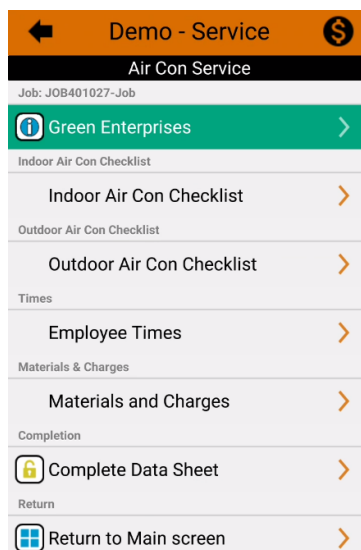 Demo - Service
Air Con Service
Job: JOB401027-Job
Green Enterprises
Indoor Air Con Checklist
Indoor Air Con Checklist
Outdoor Air Con Checklist
Outdoor Air Con Checklist
Times
Employee Times
Materials & Charges
Materials and Charges
Completion
Complete Data Sheet
Return
Return to Main screen